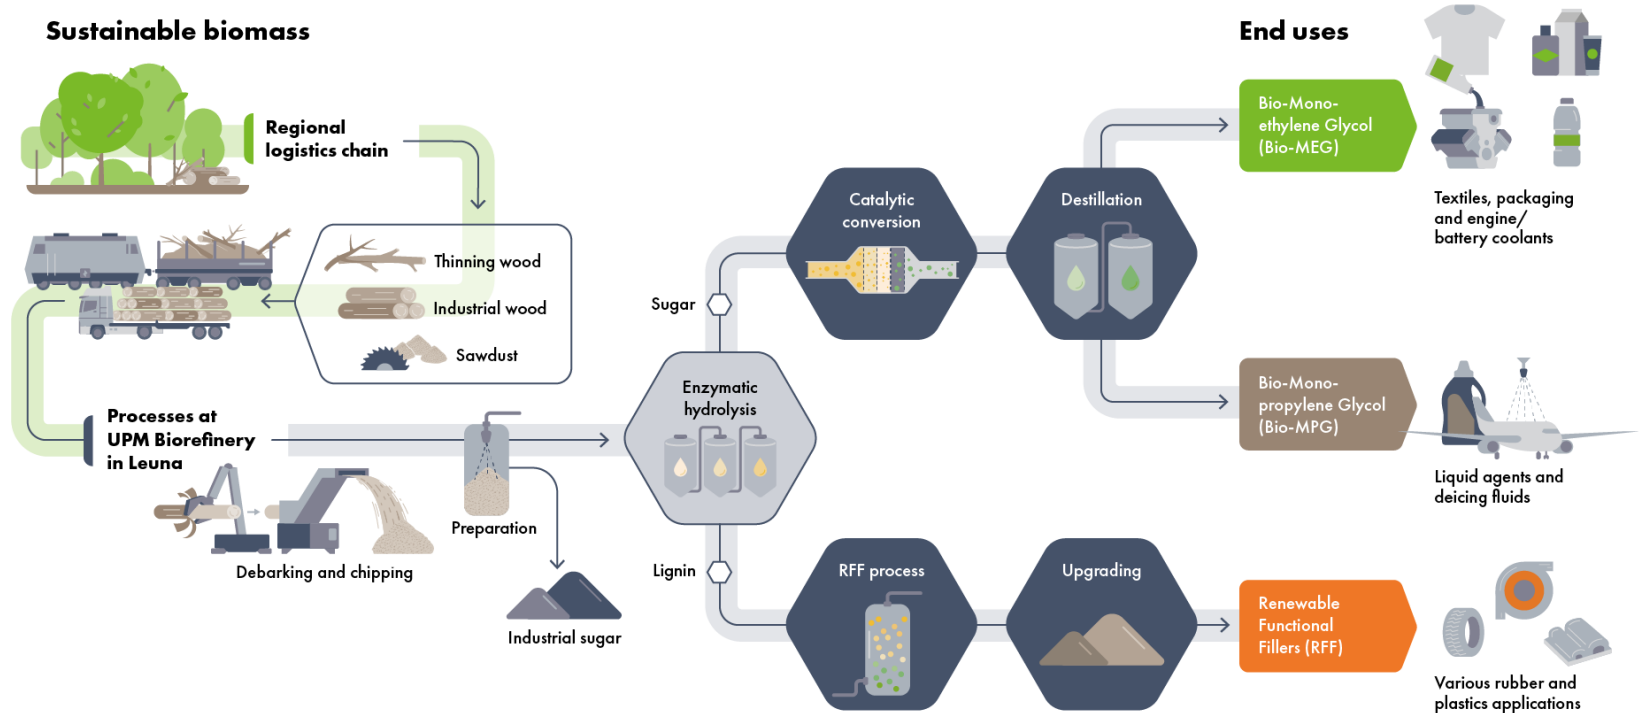 Sustainable biomass
Regional
logistics chain
Thinning wood
Industrial wood
Sawdust
Processes at
UPM Biorefinery
in Leuna
Debarking and chipping
Preparation
Industrial sugar
Enzymatic
hydrolysis
Sugar
Lignin
Catalytic
conversion
Destillation
RFF process
Upgrading
End uses
Bio-Mono-
ethylene Glycol
(Bio-MEG)
Textiles, packaging
and engine/
battery coolants
Bio-Mono-
propylene Glycol
(Bio-MPG)
Liquid agents and
deicing fluids
Renewable
Functional
Fillers (RFF)
Various rubber and
plastics applications